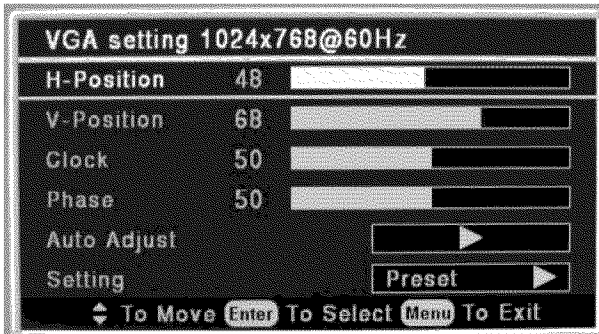 VGA setting 1024x768@60Hz
H-Position 48
V-Position 68
Clock 50
Phase 50
Auto Adjust
Setting Preset
To Move Enter To Select Menu To Exit